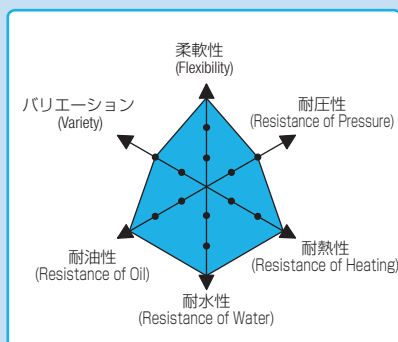 柔軟性
(Flexibility)
バリエーション
(Variety)
耐圧性
(Resistance of Pressure)
耐油性
(Resistance of Oil)
耐熱性
(Resistance of Heating)
耐水性
(Resistance of Water)